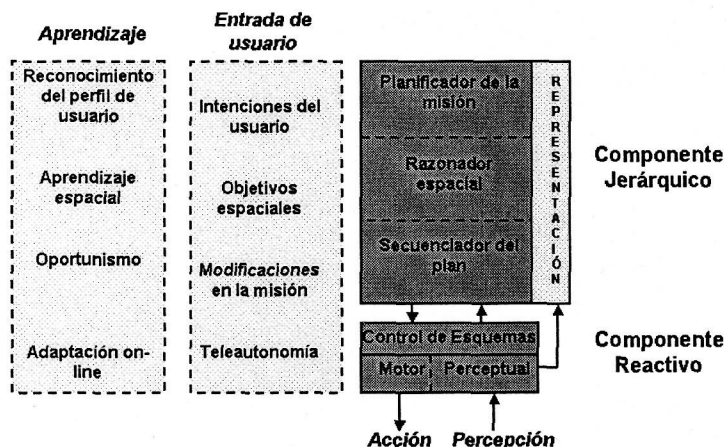 Aprendizaje
Entrada de
usuario
Reconocimiento
del perfil de
usuario
Aprendizaje
espacial
Oportunismo
Adaptación on-
line
Intenciones del
usuario
Objetivos
espaciales
Modificaciones
en la misión
Teleautonomía
Planificador de la
misión
Razonador
espacial
Secuenciador del
plan
REPRESENTACIÓN
Control de Esquemas
Motor
Perceptual
Acción
Percepción
Componente
Jerárquico
Componente
Reactivo